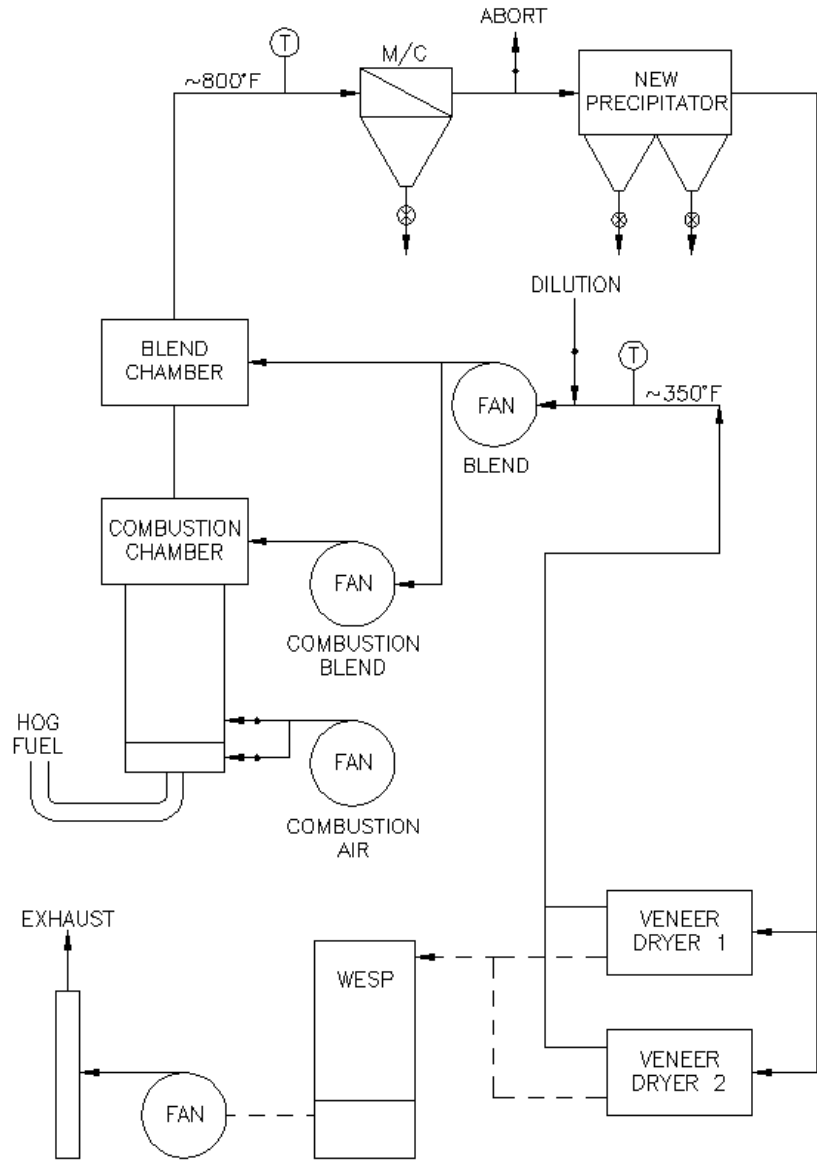 ABORT
T
M/C
~800°F
NEW
PRECIPITATOR
DILUTION
BLEND
CHAMBER
T
~350°F
FAN
BLEND
COMBUSTION
CHAMBER
FAN
COMBUSTION
BLEND
HOG
FUEL
FAN
COMBUSTION
AIR
EXHAUST
VENEER
DRYER 1
WESP
VENEER
DRYER 2
FAN